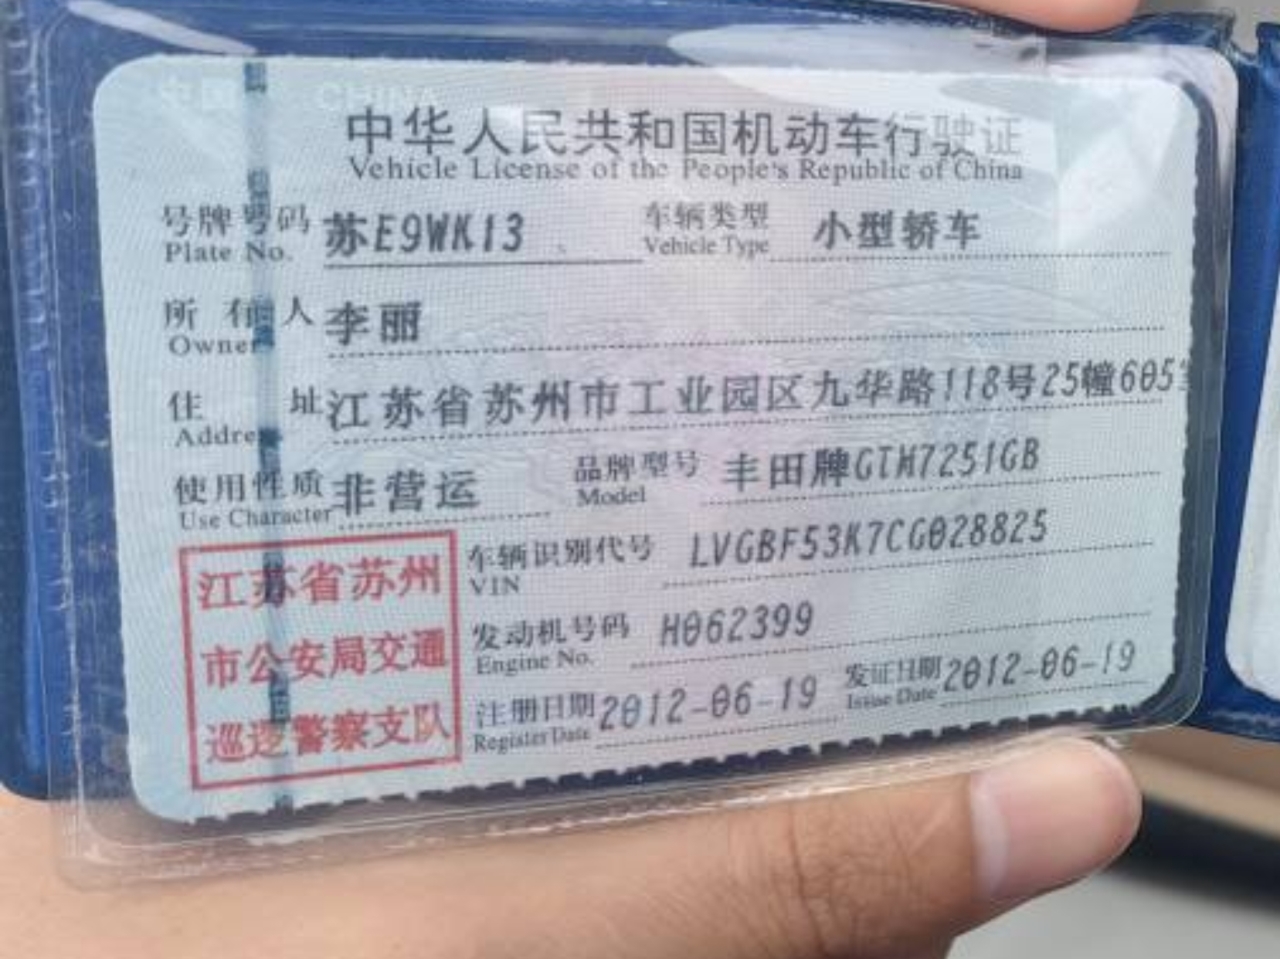 中国 CHINA
中华人民共和国机动车行驶证
Vehicle License of the People's Republic of China
号牌号码 苏E9WK13 车辆类型 小型轿车
Plate No. Vehicle Type
所有人 李丽
Owner
住址 江苏省苏州市工业园区九华路118号25幢605
Address
使用性质 非营运 品牌型号 丰田牌GTM7251GB
Use Character Model
江苏省苏州
市公安局交通
巡逻警察支队
车辆识别代号 LVGBF53K7CG028825
VIN
发动机号码 H062399
Engine No.
注册日期 2012-06-19 发证日期 2012-06-19
Register Date Issue Date